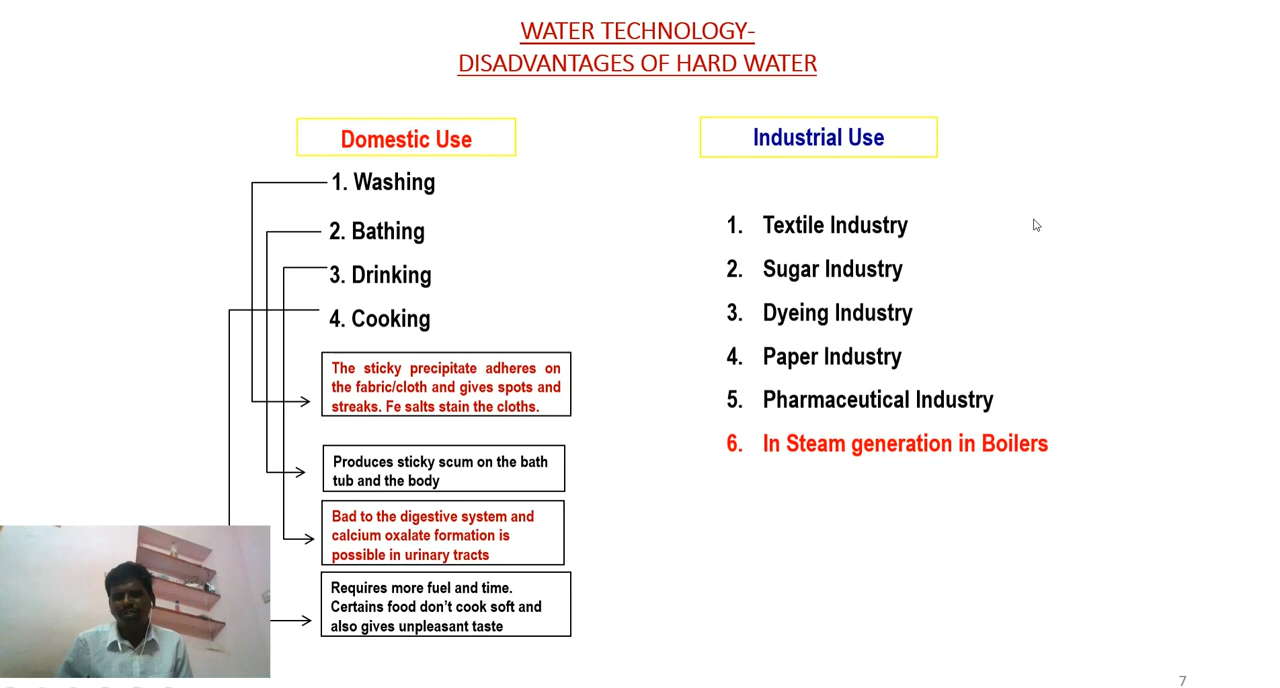 WATER TECHNOLOGY-
DISADVANTAGES OF HARD WATER
Domestic Use
1. Washing
2. Bathing
3. Drinking
4. Cooking
The sticky precipitate adheres on
the fabric/cloth and gives spots and
streaks. Fe salts stain the cloths.
Produces sticky scum on the bath
tub and the body
Bad to the digestive system and
calcium oxalate formation is
possible in urinary tracts
Requires more fuel and time.
Certains food don't cook soft and
also gives unpleasant taste
Industrial Use
1. Textile Industry
2. Sugar Industry
3. Dyeing Industry
4. Paper Industry
5. Pharmaceutical Industry
6. In Steam generation in Boilers
7